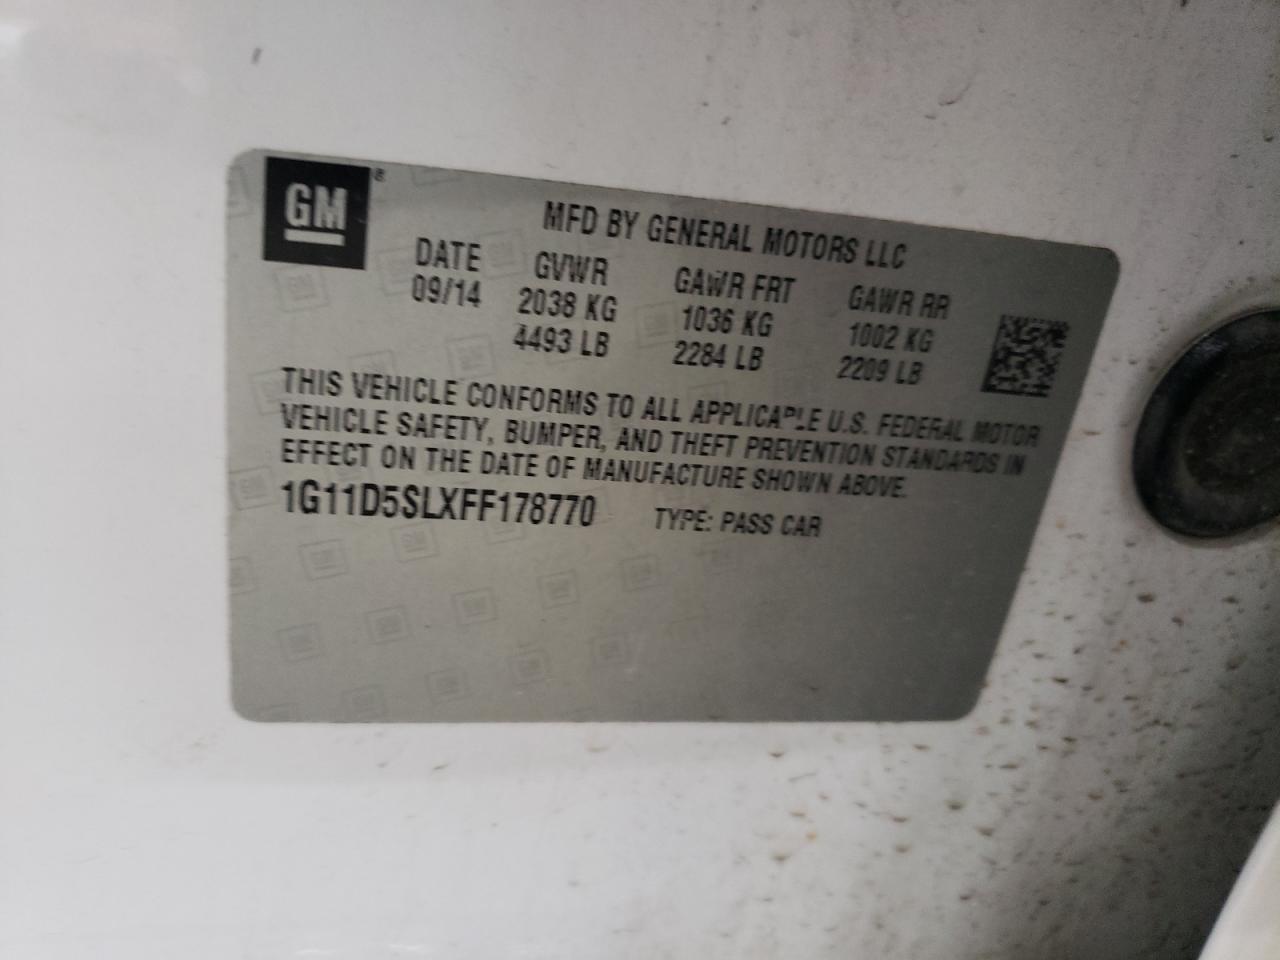 GM
MFD BY GENERAL MOTORS LLC
DATE GVWR GAWR FRT GAWR RR
09/14 2038 KG 1036 KG 1002 KG
4493 LB 2284 LB 2209 LB
THIS VEHICLE CONFORMS TO ALL APPLICABLE U.S. FEDERAL MOTOR
VEHICLE SAFETY, BUMPER, AND THEFT PREVENTION STANDARDS IN
EFFECT ON THE DATE OF MANUFACTURE SHOWN ABOVE.
1G11D5SLXFF178770 TYPE: PASS CAR